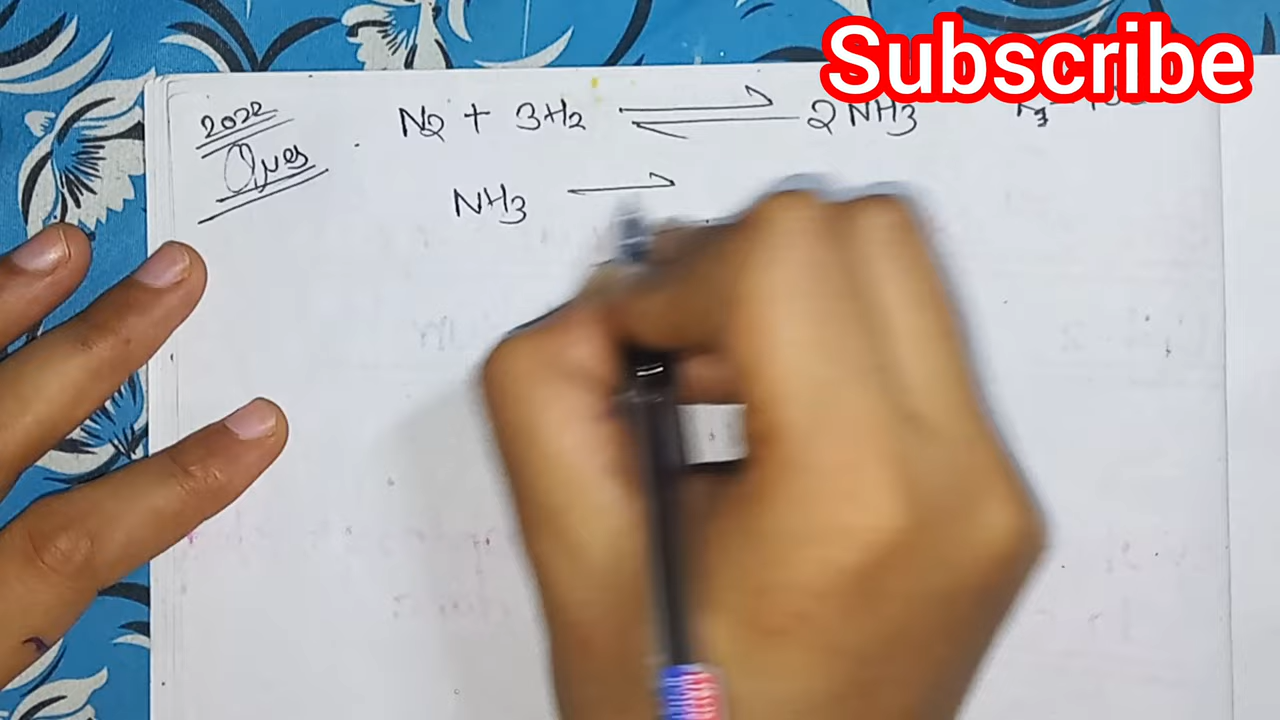 Subscribe
2022
Ques
N2 + 3H2 ⇌ 2NH3
NH3 ⇀